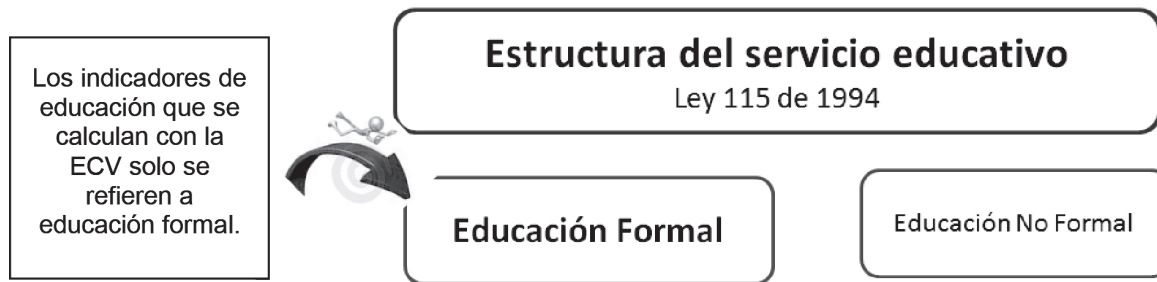 Los indicadores de
educación que se
calculan con la
ECV solo se
refieren a
educación formal.
Estructura del servicio educativo
Ley 115 de 1994
Educación Formal
Educación No Formal